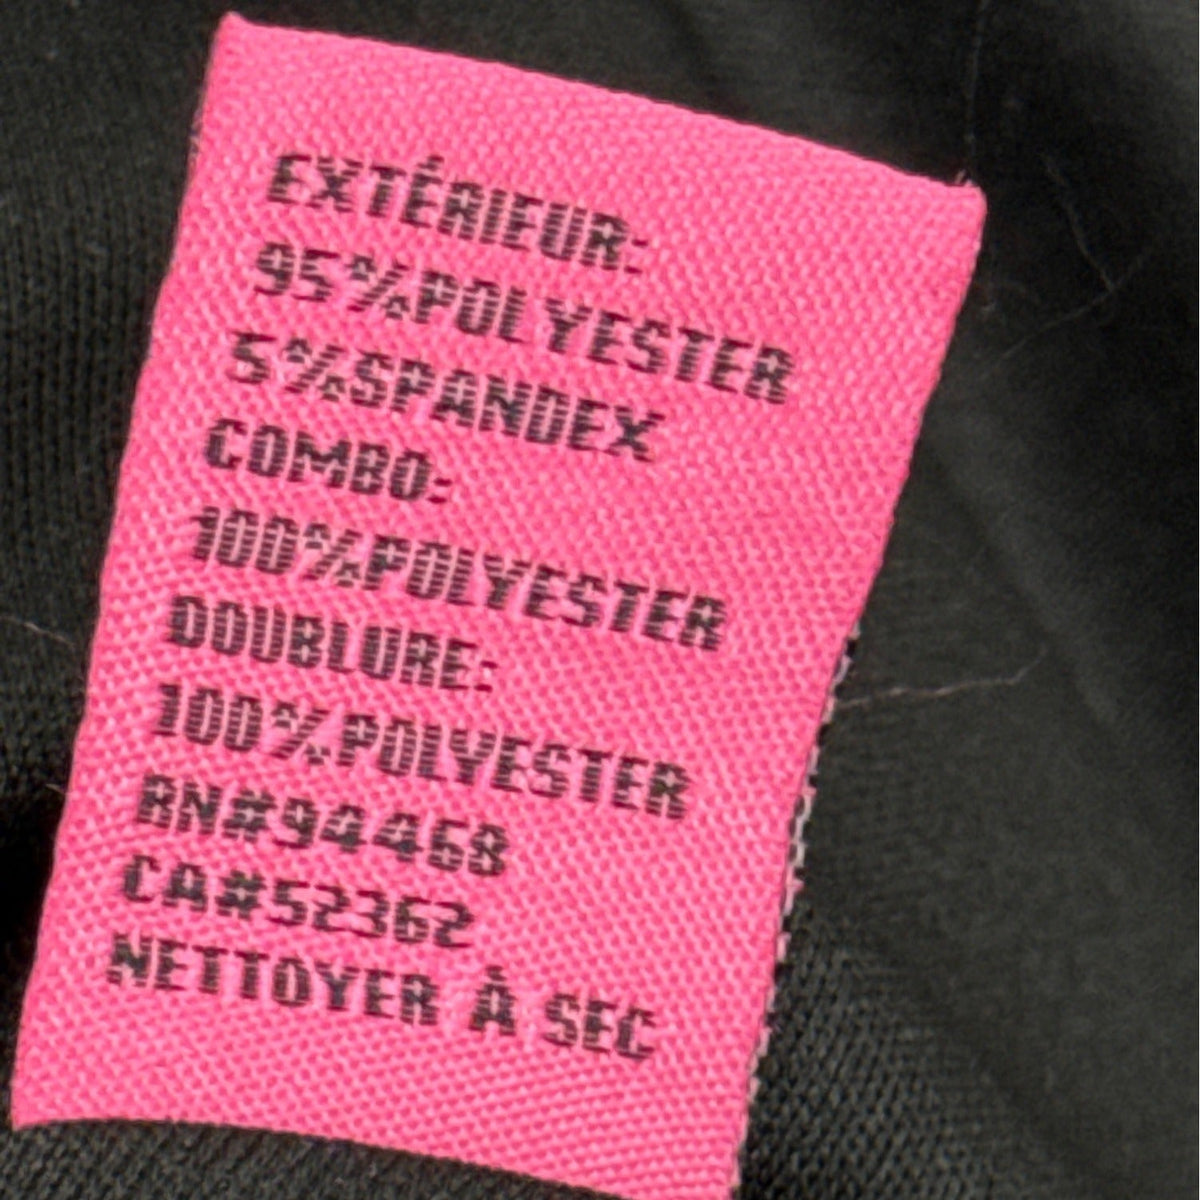 EXTÉRIEUR:
95%POLYESTER
5%SPANDEX
COMBO:
100%POLYESTER
DOUBLURE:
100%POLYESTER
RN#94468
CA#52362
NETTOYER À SEC